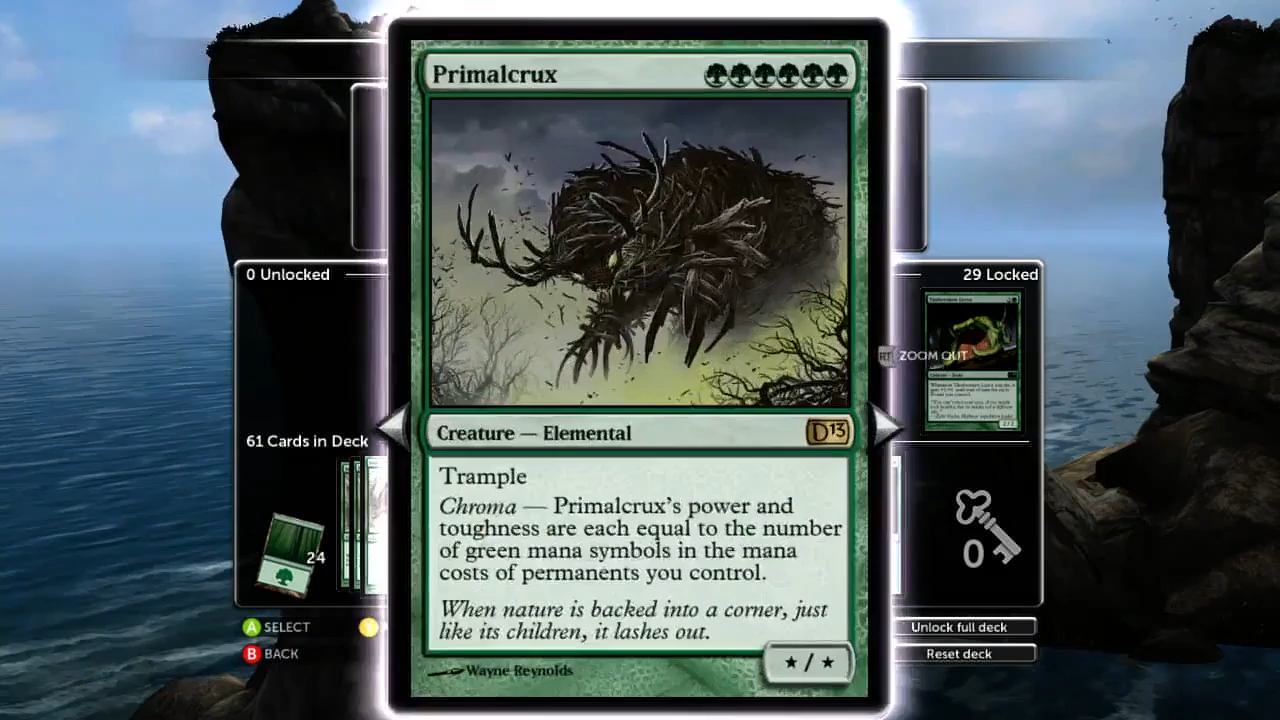 Primalcrux
0 Unlocked
29 Locked
RT ZOOM OUT
61 Cards in Deck
Creature — Elemental
D13
Trample
Chroma — Primalcrux's power and
toughness are each equal to the number
of green mana symbols in the mana
costs of permanents you control.
When nature is backed into a corner, just
like its children, it lashes out.
24
0
★ / ★
Wayne Reynolds
A SELECT
Y
B BACK
Unlock full deck
Reset deck